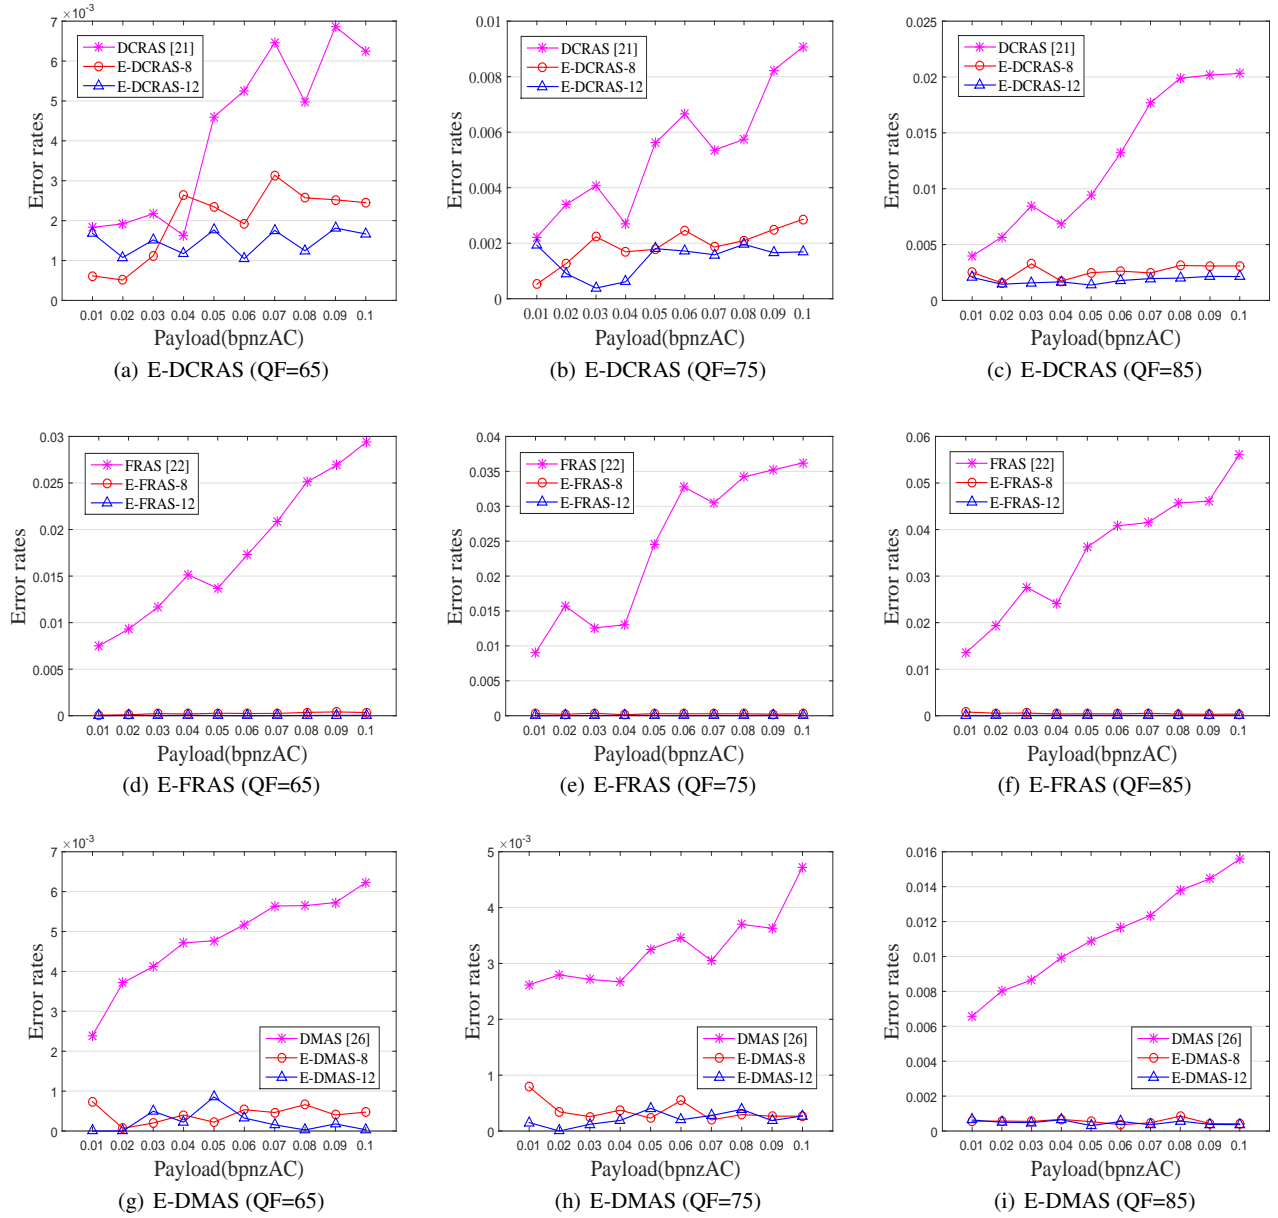 ×10-3
7
6
5
4
3
2
1
0
Error rates
DCRAS [21]
E-DCRAS-8
E-DCRAS-12
0.01 0.02 0.03 0.04 0.05 0.06 0.07 0.08 0.09 0.1
Payload(bpnzAC)
(a) E-DCRAS (QF=65)
0.01
0.008
0.006
0.004
0.002
0
Error rates
DCRAS [21]
E-DCRAS-8
E-DCRAS-12
0.01 0.02 0.03 0.04 0.05 0.06 0.07 0.08 0.09 0.1
Payload(bpnzAC)
(b) E-DCRAS (QF=75)
0.025
0.02
0.015
0.01
0.005
0
Error rates
DCRAS [21]
E-DCRAS-8
E-DCRAS-12
0.01 0.02 0.03 0.04 0.05 0.06 0.07 0.08 0.09 0.1
Payload(bpnzAC)
(c) E-DCRAS (QF=85)
0.03
0.025
0.02
0.015
0.01
0.005
0
Error rates
FRAS [22]
E-FRAS-8
E-FRAS-12
0.01 0.02 0.03 0.04 0.05 0.06 0.07 0.08 0.09 0.1
Payload(bpnzAC)
(d) E-FRAS (QF=65)
0.04
0.035
0.03
0.025
0.02
0.015
0.01
0.005
0
Error rates
FRAS [22]
E-FRAS-8
E-FRAS-12
0.01 0.02 0.03 0.04 0.05 0.06 0.07 0.08 0.09 0.1
Payload(bpnzAC)
(e) E-FRAS (QF=75)
0.06
0.05
0.04
0.03
0.02
0.01
0
Error rates
FRAS [22]
E-FRAS-8
E-FRAS-12
0.01 0.02 0.03 0.04 0.05 0.06 0.07 0.08 0.09 0.1
Payload(bpnzAC)
(f) E-FRAS (QF=85)
×10-3
7
6
5
4
3
2
1
0
Error rates
DMAS [26]
E-DMAS-8
E-DMAS-12
0.01 0.02 0.03 0.04 0.05 0.06 0.07 0.08 0.09 0.1
Payload(bpnzAC)
(g) E-DMAS (QF=65)
×10-3
5
4
3
2
1
0
Error rates
DMAS [26]
E-DMAS-8
E-DMAS-12
0.01 0.02 0.03 0.04 0.05 0.06 0.07 0.08 0.09 0.1
Payload(bpnzAC)
(h) E-DMAS (QF=75)
0.016
0.014
0.012
0.01
0.008
0.006
0.004
0.002
0
Error rates
DMAS [26]
E-DMAS-8
E-DMAS-12
0.01 0.02 0.03 0.04 0.05 0.06 0.07 0.08 0.09 0.1
Payload(bpnzAC)
(i) E-DMAS (QF=85)